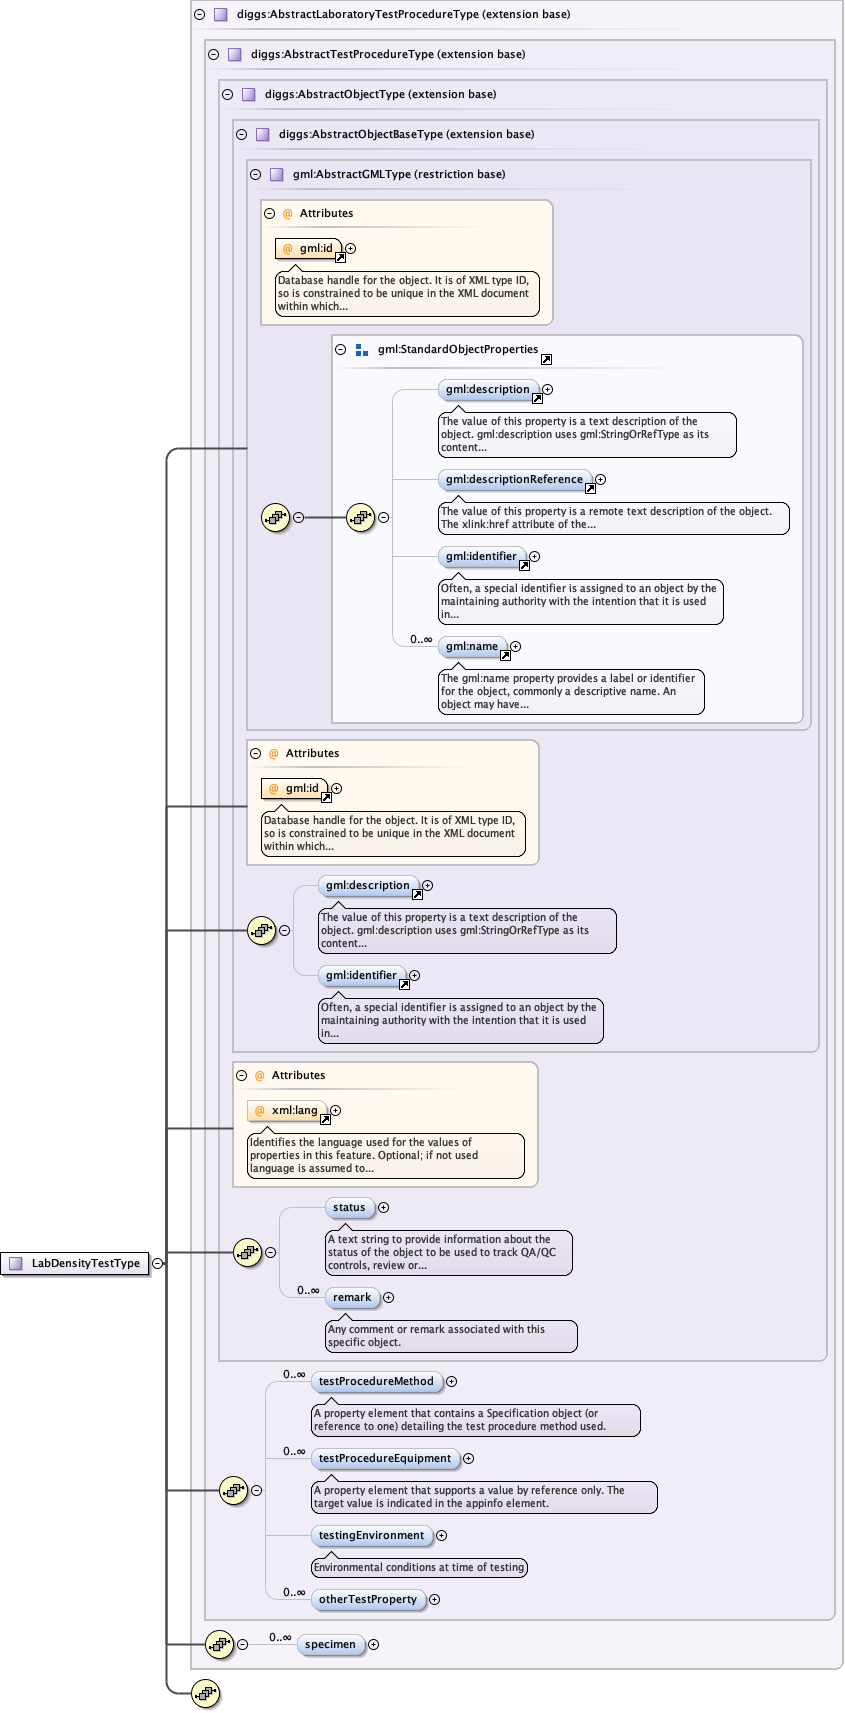 diggs:AbstractLaboratoryTestProcedureType (extension base)
diggs:AbstractTestProcedureType (extension base)
diggs:AbstractObjectType (extension base)
diggs:AbstractObjectBaseType (extension base)
gml:AbstractGMLType (restriction base)
@ Attributes
@ gml:id
Database handle for the object. It is of XML type ID,
so is constrained to be unique in the XML document
within which...
gml:StandardObjectProperties
gml:description
The value of this property is a text description of the
object. gml:description uses gml:StringOrRefType as its
content...
gml:descriptionReference
The value of this property is a remote text description of the object.
The xlink:href attribute of the...
gml:identifier
Often, a special identifier is assigned to an object by the
maintaining authority with the intention that it is used
in...
0..∞
gml:name
The gml:name property provides a label or identifier
for the object, commonly a descriptive name. An
object may have...
@ Attributes
@ gml:id
Database handle for the object. It is of XML type ID,
so is constrained to be unique in the XML document
within which...
gml:description
The value of this property is a text description of the
object. gml:description uses gml:StringOrRefType as its
content...
gml:identifier
Often, a special identifier is assigned to an object by the
maintaining authority with the intention that it is used
in...
@ Attributes
@ xml:lang
Identifies the language used for the values of
properties in this feature. Optional; if not used
language is assumed to...
status
A text string to provide information about the
status of the object to be used to track QA/QC
controls, review or...
LabDensityTestType
0..∞
remark
Any comment or remark associated with this
specific object.
0..∞
testProcedureMethod
A property element that contains a Specification object (or
reference to one) detailing the test procedure method used.
0..∞
testProcedureEquipment
A property element that supports a value by reference only. The
target value is indicated in the appinfo element.
testingEnvironment
Environmental conditions at time of testing
0..∞
otherTestProperty
0..∞
specimen